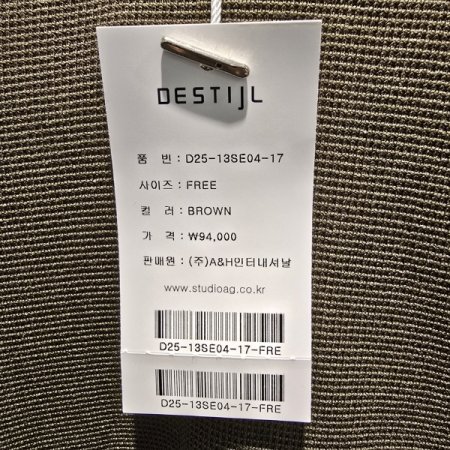 DESTIJL
품 빈 : D25-13SE04-17
사이즈 : FREE
컬 러 : BROWN
가 격 : ₩94,000
판매원 : (주)A&H인터내셔날
www.studioag.co.kr
D25-13SE04-17-FRE
D25-13SE04-17-FRE